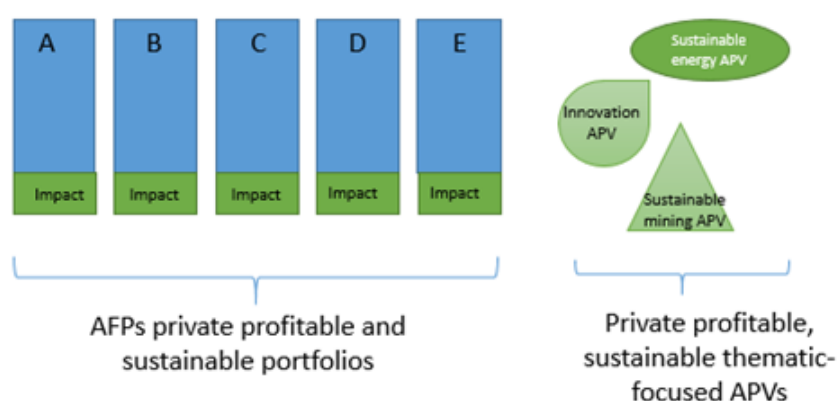 A
B
C
D
E
Impact
Impact
Impact
Impact
Impact
AFPs private profitable and
sustainable portfolios
Sustainable
energy APV
Innovation
APV
Sustainable
mining APV
Private profitable,
sustainable thematic-
focused APVs